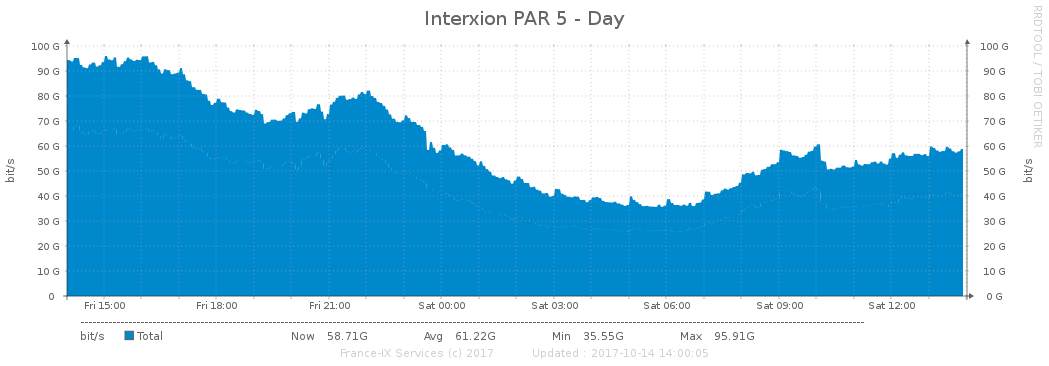 Interxion PAR 5 - Day
RRDTOOL / TOBI OETIKER
bit/s
100 G 100 G
90 G 90 G
80 G 80 G
70 G 70 G
60 G 60 G
50 G 50 G
40 G 40 G
30 G 30 G
20 G 20 G
10 G 10 G
0 0 G
bit/s
Fri 15:00 Fri 18:00 Fri 21:00 Sat 00:00 Sat 03:00 Sat 06:00 Sat 09:00 Sat 12:00
bit/s Total Now 58.71G Avg 61.22G Min 35.55G Max 95.91G
France-IX Services (c) 2017 Updated : 2017-10-14 14:00:05